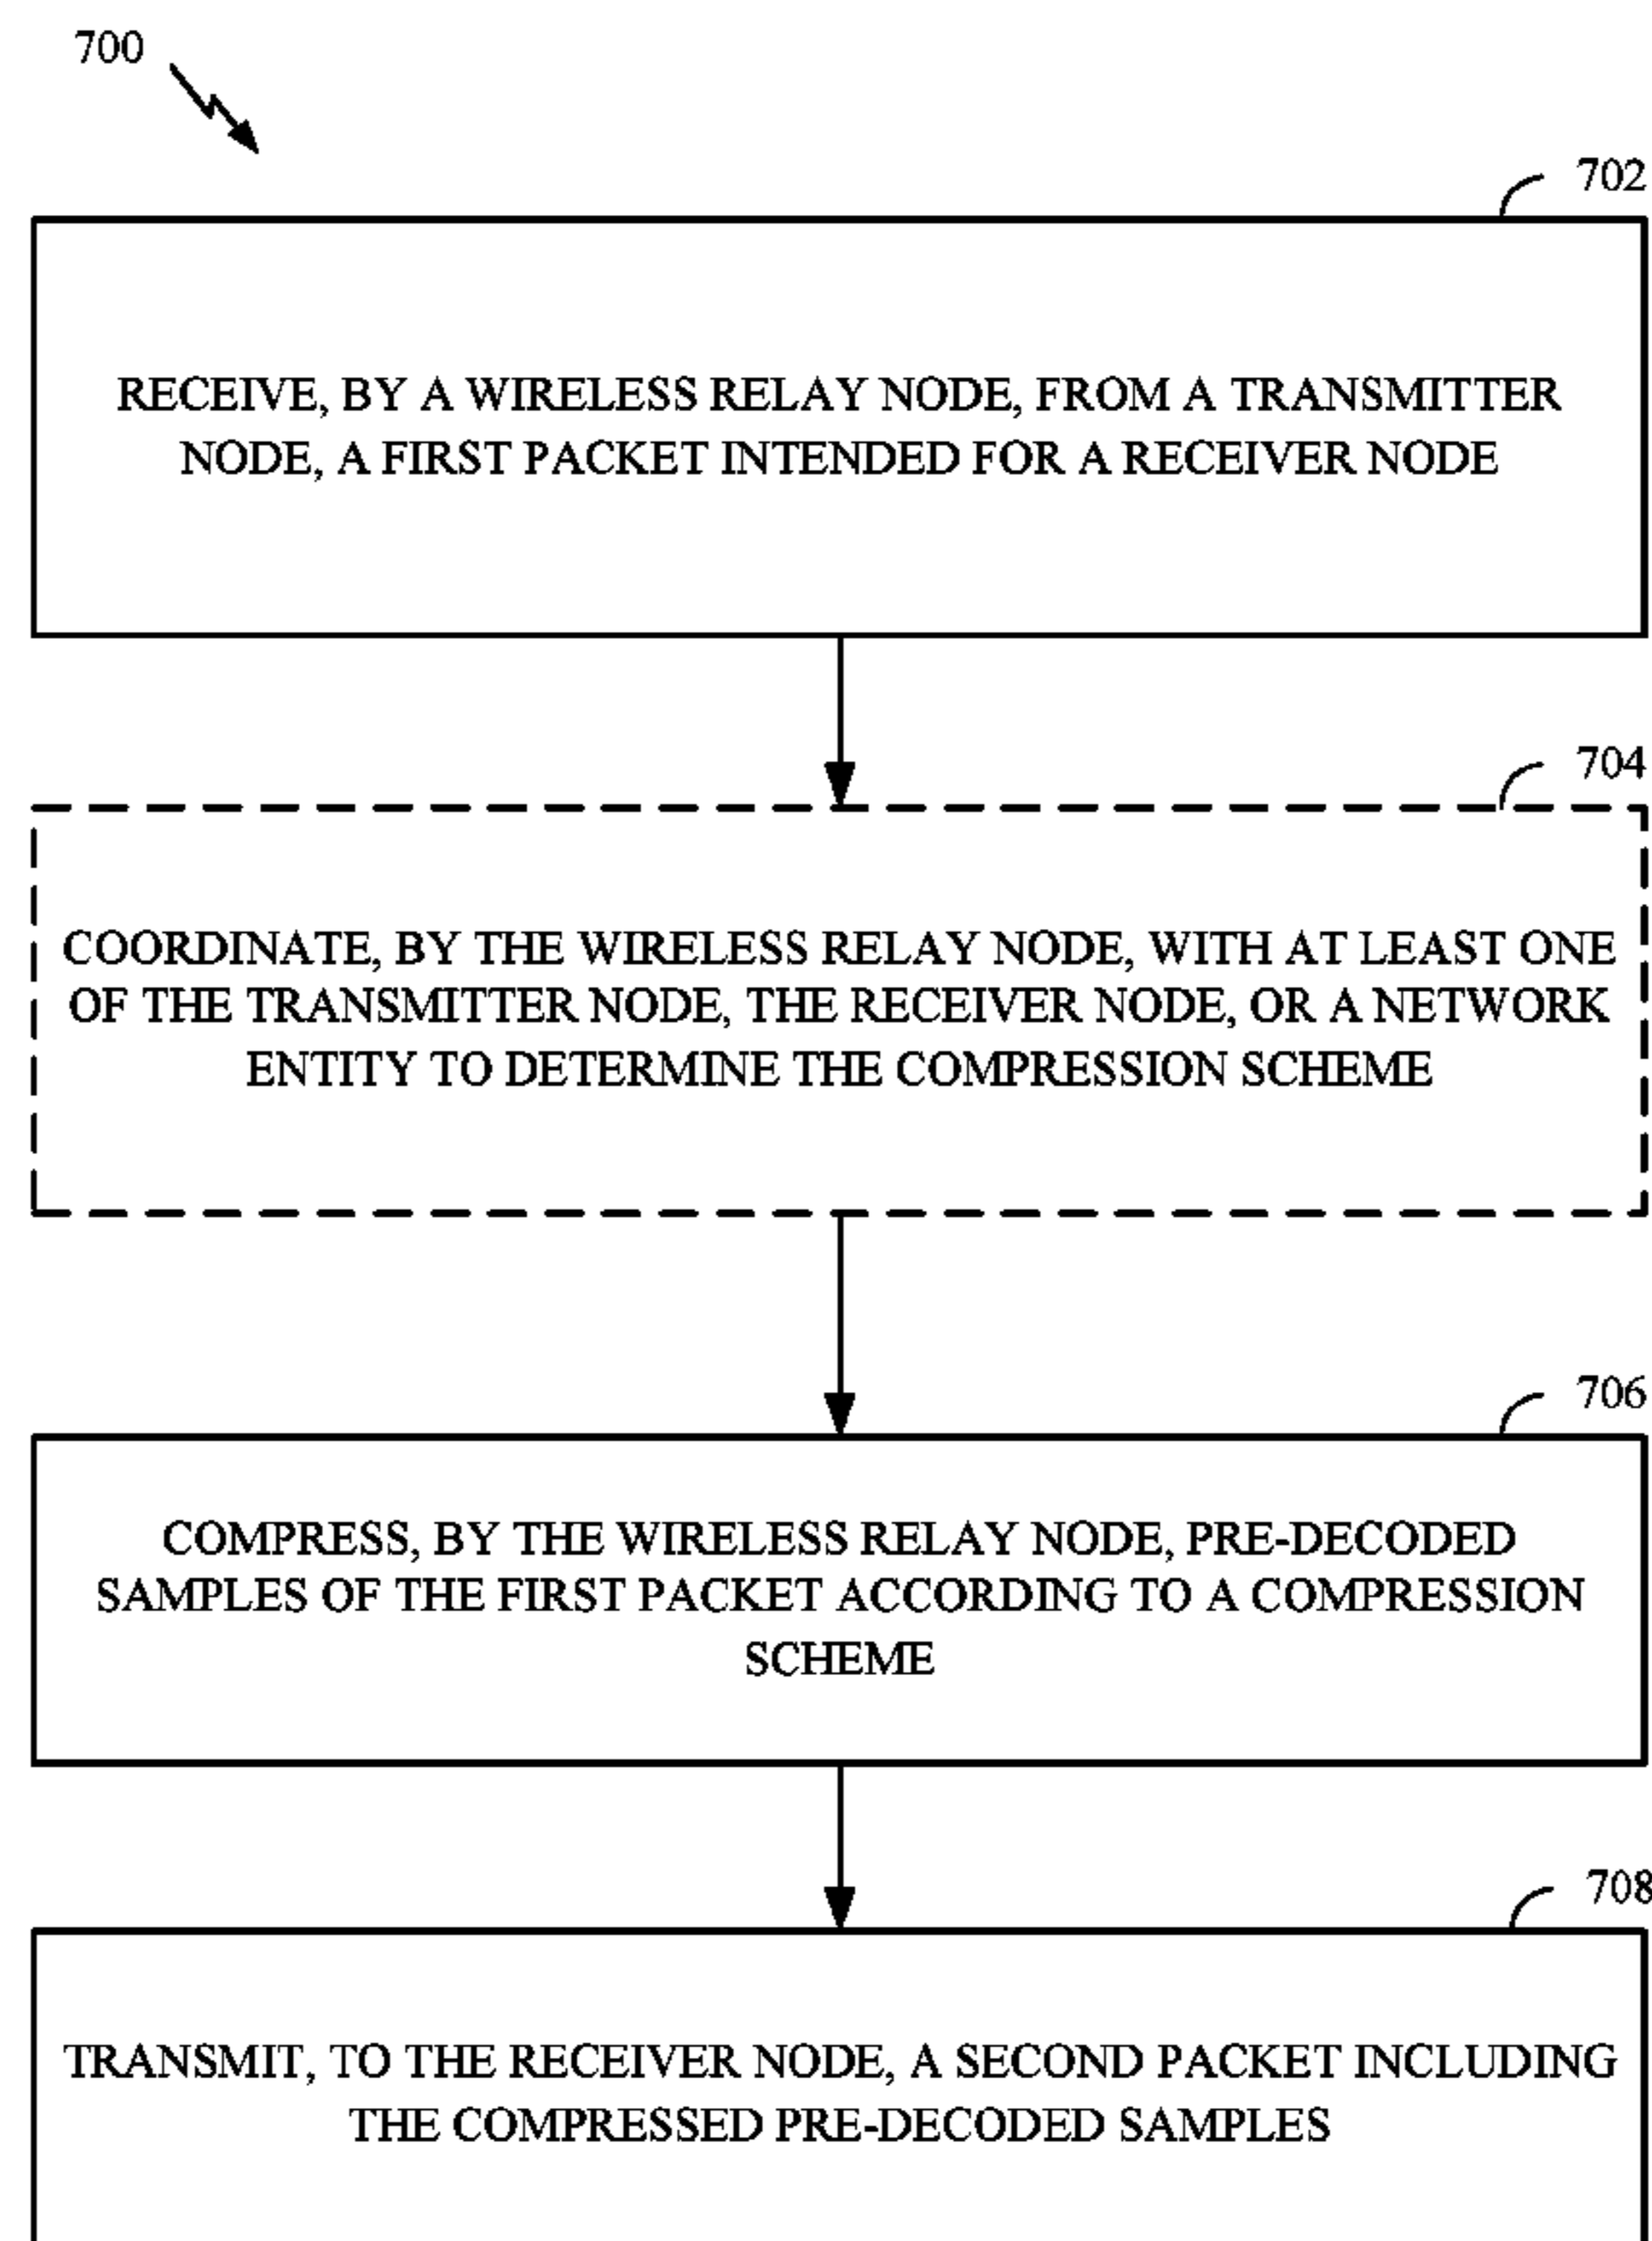 700
702
RECEIVE, BY A WIRELESS RELAY NODE, FROM A TRANSMITTER
NODE, A FIRST PACKET INTENDED FOR A RECEIVER NODE
704
COORDINATE, BY THE WIRELESS RELAY NODE, WITH AT LEAST ONE
OF THE TRANSMITTER NODE, THE RECEIVER NODE, OR A NETWORK
ENTITY TO DETERMINE THE COMPRESSION SCHEME
706
COMPRESS, BY THE WIRELESS RELAY NODE, PRE-DECODED
SAMPLES OF THE FIRST PACKET ACCORDING TO A COMPRESSION
SCHEME
708
TRANSMIT, TO THE RECEIVER NODE, A SECOND PACKET INCLUDING
THE COMPRESSED PRE-DECODED SAMPLES